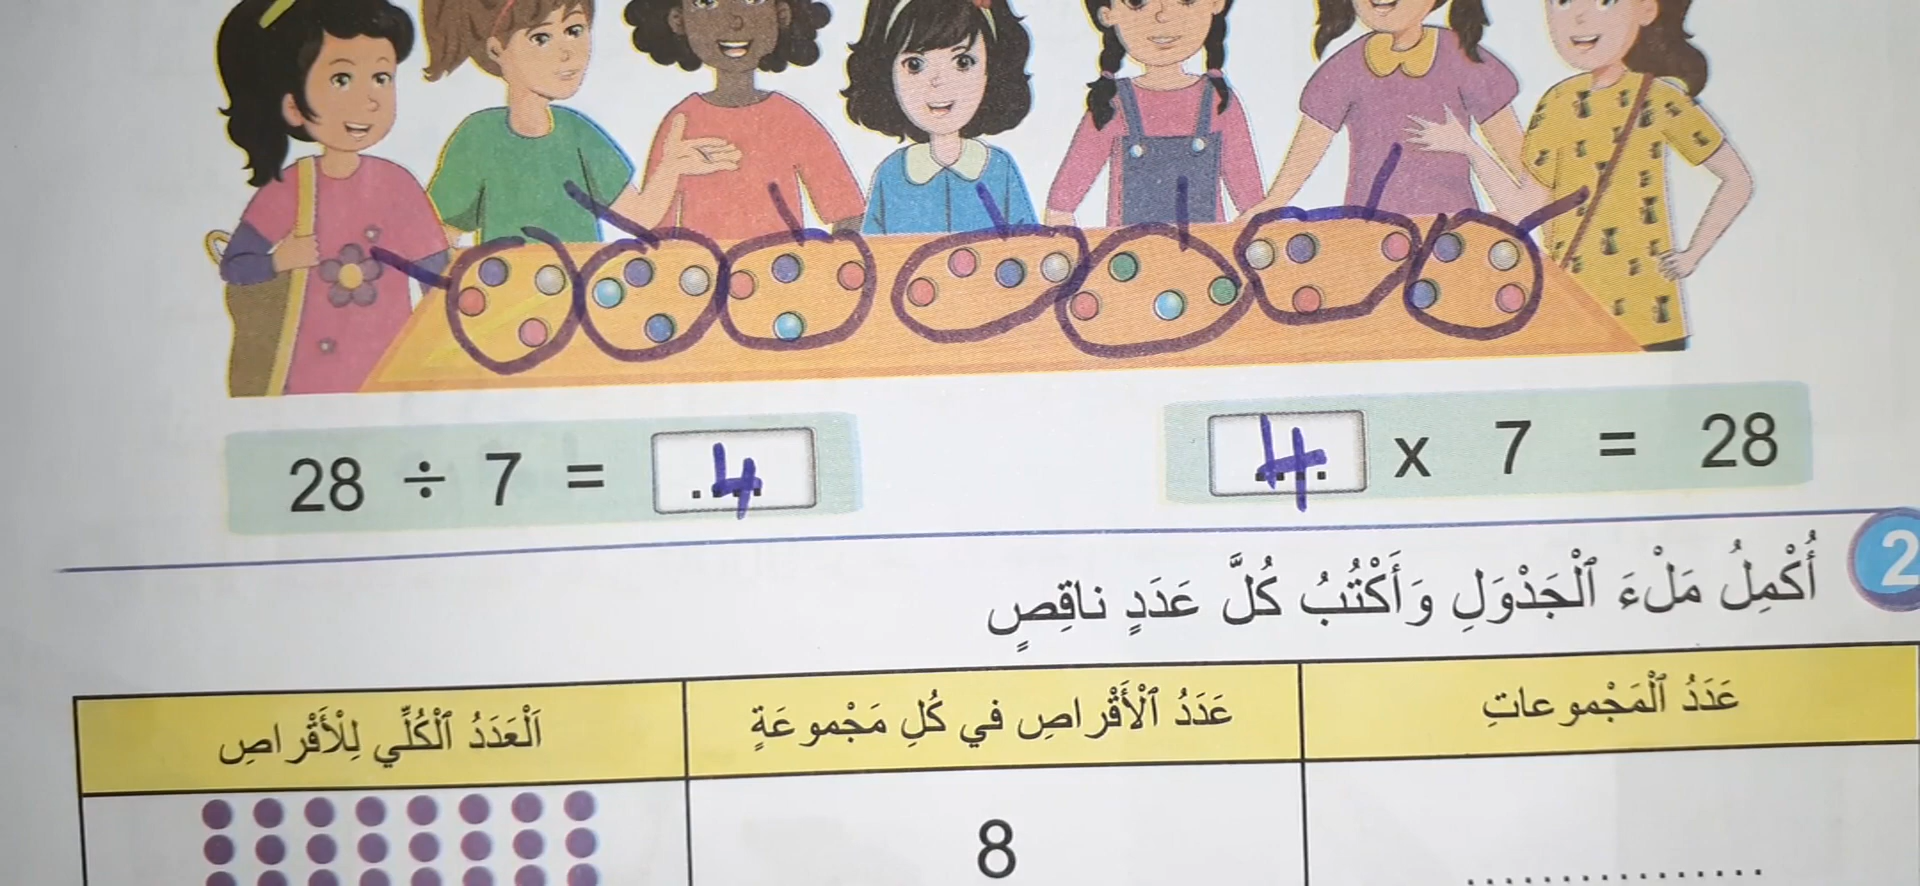 28 ÷ 7 = 4
4 x 7 = 28
2 أُكْمِلُ مَلْءَ ٱلْجَدْوَلِ وَأَكْتُبُ كُلَّ عَدَدٍ ناقِصٍ
عَدَدُ ٱلْمَجْموعاتِ
عَدَدُ ٱلْأَقْراصِ في كُلِ مَجْموعَةٍ
اَلْعَدَدُ ٱلْكُلِّي لِلْأَقْراصِ
................
8